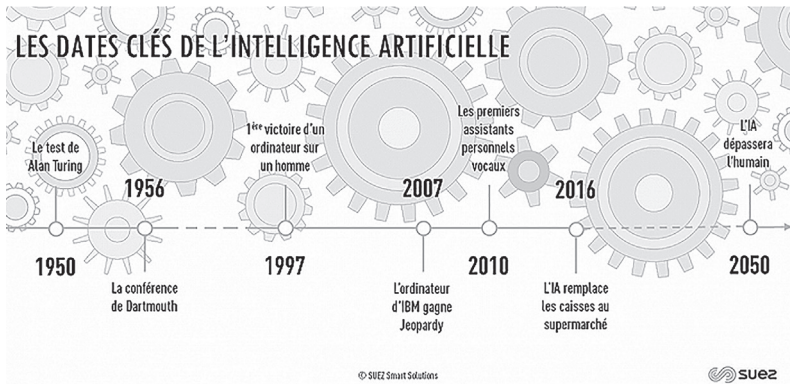 LES DATES CLÉS DE L'INTELLIGENCE ARTIFICIELLE
Le test de
Alan Turing
1950
1956
La conférence
de Dartmouth
1ère victoire d'un
ordinateur sur
un homme
1997
2007
L'ordinateur
d'IBM gagne
Jeopardy
Les premiers
assistants
personnels
vocaux
2010
2016
L'IA remplace
les caisses au
supermarché
L'IA
dépassera
l'humain
2050
© SUEZ Smart Solutions
suez